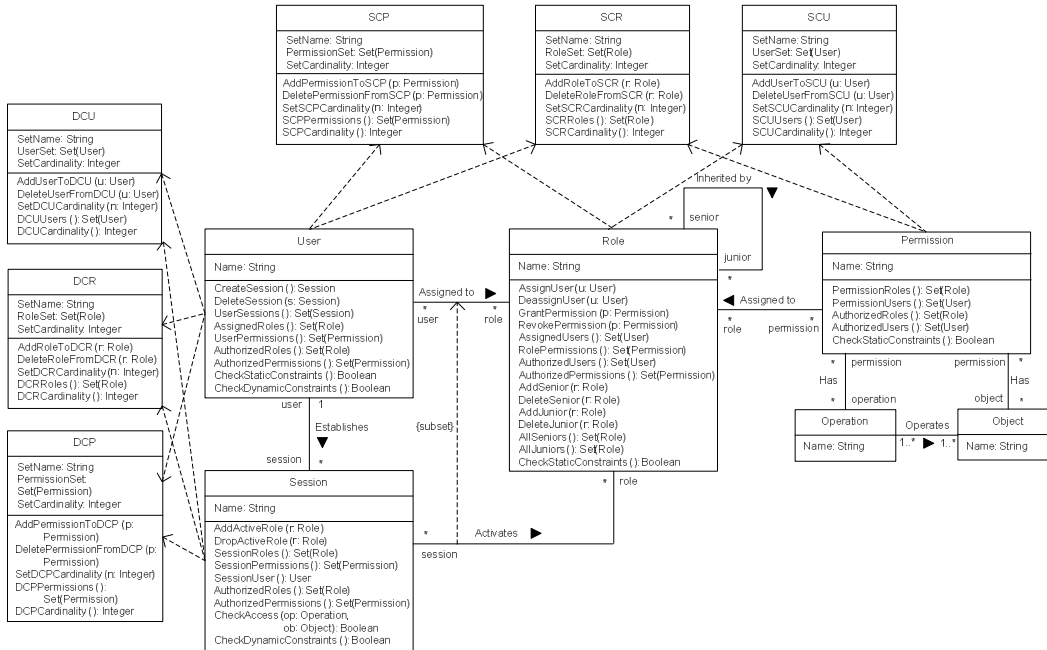 SCP
SetName: String
PermissionSet: Set(Permission)
SetCardinality: Integer
AddPermissionToSCP (p: Permission)
DeletePermissionFromSCP (p: Permission)
SetSCPCardinality (n: Integer)
SCPPermissions (): Set(Permission)
SCPCardinality (): Integer
SCR
SetName: String
RoleSet: Set(Role)
SetCardinality: Integer
AddRoleToSCR (r: Role)
DeleteRoleFromSCR (r: Role)
SetSCRCardinality (n: Integer)
SCRRoles (): Set(Role)
SCRCardinality (): Integer
SCU
SetName: String
UserSet: Set(User)
SetCardinality: Integer
AddUserToSCU (u: User)
DeleteUserFromSCU (u: User)
SetSCUCardinality (n: Integer)
SCUUsers (): Set(User)
SCUCardinality (): Integer
DCU
SetName: String
UserSet: Set(User)
SetCardinality: Integer
AddUserToDCU (u: User)
DeleteUserFromDCU (u: User)
SetDCUCardinality (n: Integer)
DCUUsers (): Set(User)
DCUCardinality (): Integer
DCR
SetName: String
RoleSet: Set(Role)
SetCardinality: Integer
AddRoleToDCR (r: Role)
DeleteRoleFromDCR (r: Role)
SetDCRCardinality (n: Integer)
DCRRoles (): Set(Role)
DCRCardinality (): Integer
DCP
SetName: String
PermissionSet:
Set(Permission)
SetCardinality: Integer
AddPermissionToDCP (p:
Permission)
DeletePermissionFromDCP (p:
Permission)
SetDCPCardinality (n: Integer)
DCPPermissions ():
Set(Permission)
DCPCardinality (): Integer
User
Name: String
CreateSession (): Session
DeleteSession (s: Session)
UserSessions (): Set(Session)
AssignedRoles (): Set(Role)
UserPermissions (): Set(Permission)
AuthorizedRoles (): Set(Role)
AuthorizedPermissions (): Set(Permission)
CheckStaticConstraints (): Boolean
CheckDynamicConstraints (): Boolean
Assigned to
* *
user role
Inherited by
* senior
junior
*
Role
Name: String
AssignUser (u: User)
DeassignUser (u: User)
GrantPermission (p: Permission)
RevokePermission (p: Permission)
AssignedUsers (): Set(User)
RolePermissions (): Set(Permission)
AuthorizedUsers (): Set(User)
AuthorizedPermissions (): Set(Permission)
AddSenior (r: Role)
DeleteSenior (r: Role)
AddJunior (r: Role)
DeleteJunior (r: Role)
AllSeniors (): Set(Role)
AllJuniors (): Set(Role)
CheckStaticConstraints (): Boolean
Assigned to
* *
role permission
Permission
Name: String
PermissionRoles (): Set(Role)
PermissionUsers (): Set(User)
AuthorizedRoles (): Set(Role)
AuthorizedUsers (): Set(User)
CheckStaticConstraints (): Boolean
* permission *
Has Has
* operation object *
Operation
Name: String
Operates
1..* 1..*
Object
Name: String
user 1
Establishes
session *
{subset}
Session
Name: String
AddActiveRole (r: Role)
DropActiveRole (r: Role)
SessionRoles (): Set(Role)
SessionPermissions (): Set(Permission)
SessionUser (): User
AuthorizedRoles (): Set(Role)
AuthorizedPermissions (): Set(Permission)
CheckAccess (op: Operation,
ob: Object): Boolean
CheckDynamicConstraints (): Boolean
* role
* Activates
session